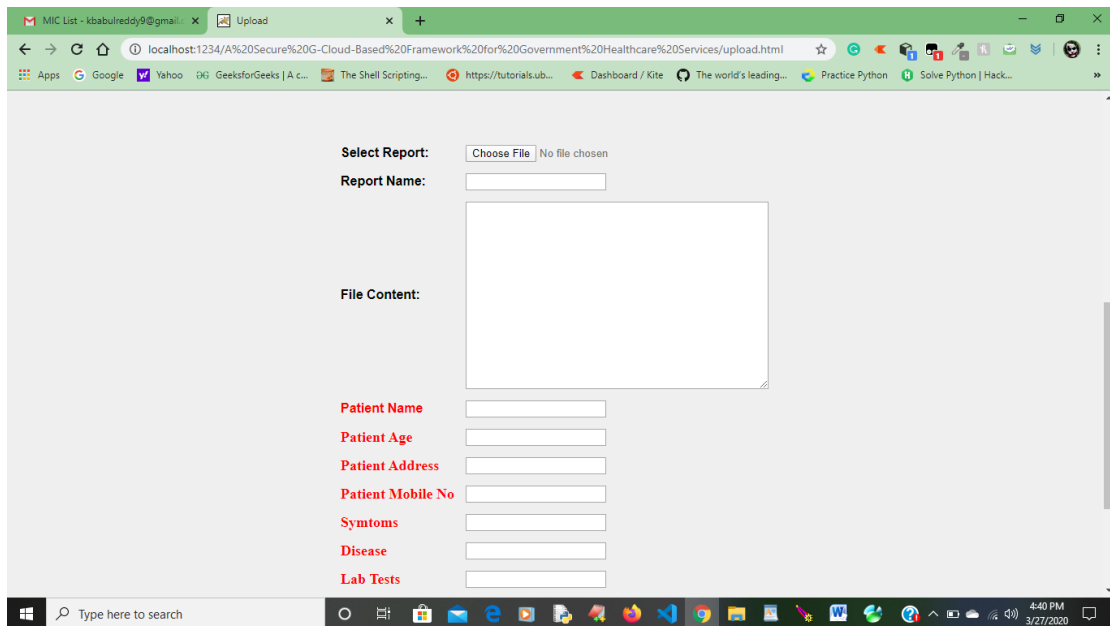 MIC List - kbabulreddy9@gmail.c
Upload
localhost:1234/A%20Secure%20G-Cloud-Based%20Framework%20for%20Government%20Healthcare%20Services/upload.html
Apps Google Yahoo GeeksforGeeks | A c... The Shell Scripting... https://tutorials.ub... Dashboard / Kite The world's leading... Practice Python Solve Python | Hack...
Select Report: Choose File No file chosen
Report Name:
File Content:
Patient Name
Patient Age
Patient Address
Patient Mobile No
Symtoms
Disease
Lab Tests
Type here to search
4:40 PM
3/27/2020